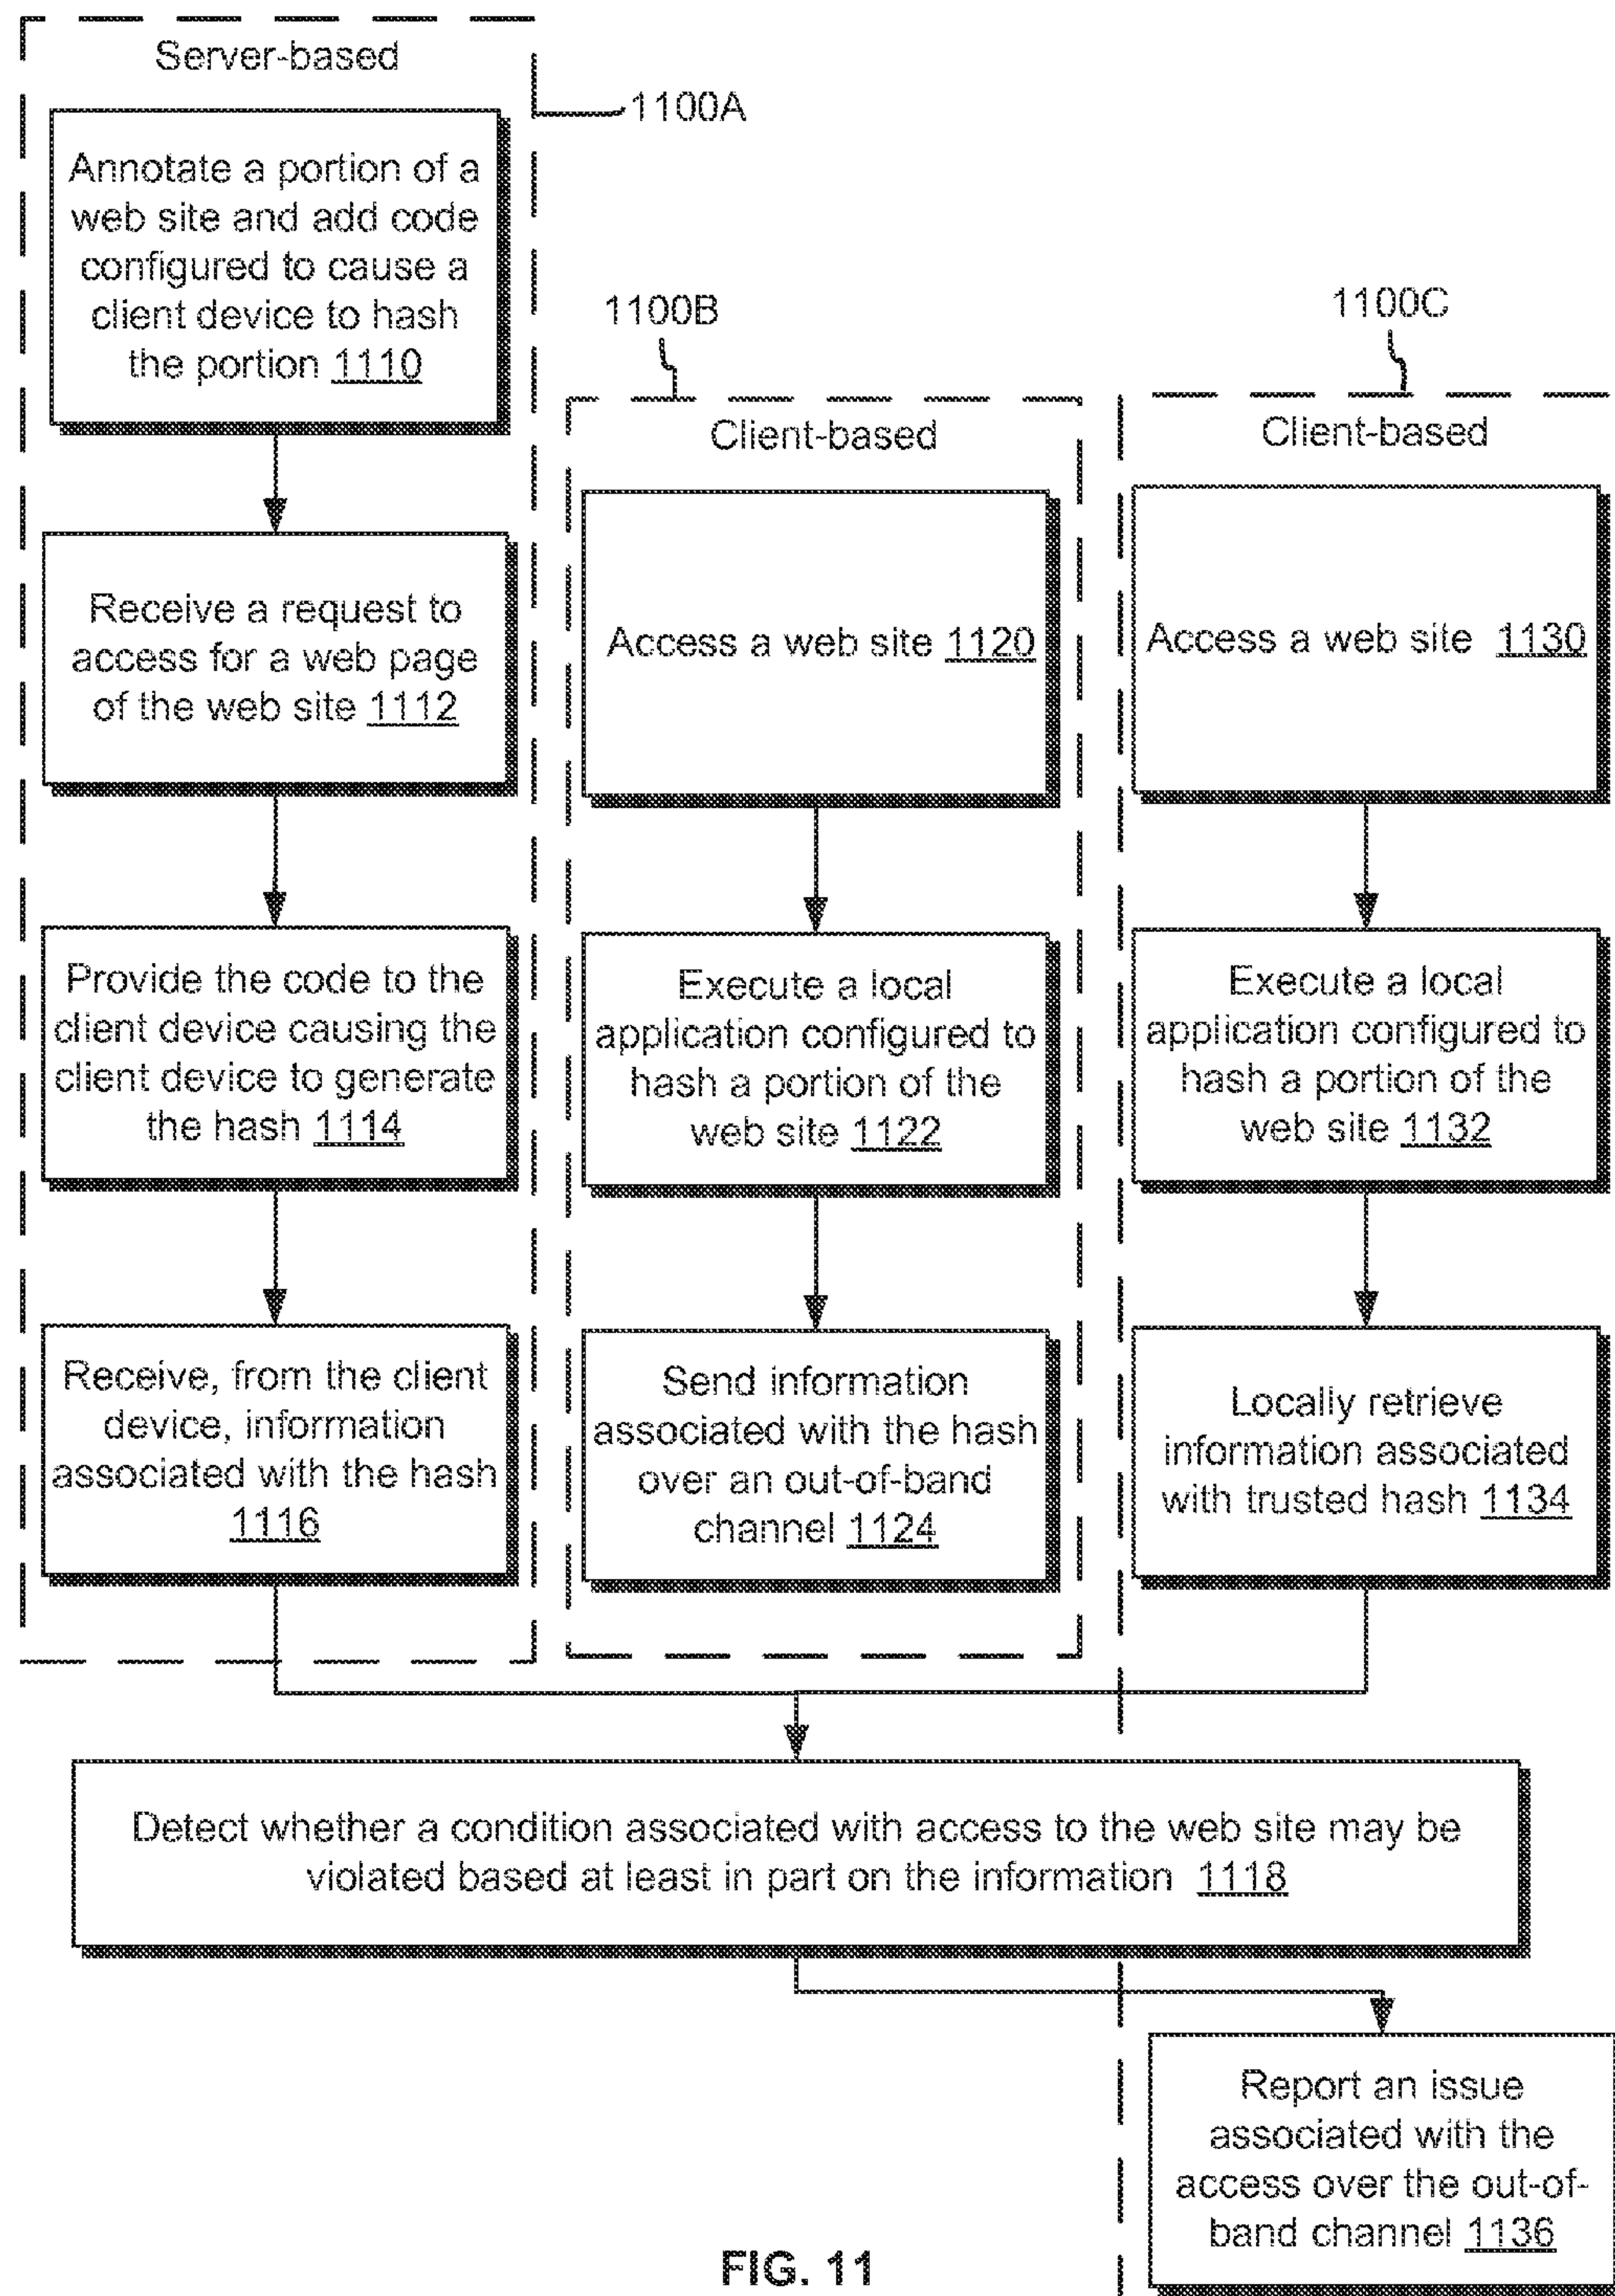 Server-based
1100A
Annotate a portion of a
web site and add code
configured to cause a
client device to hash
the portion 1110
Receive a request to
access for a web page
of the web site 1112
Provide the code to the
client device causing the
client device to generate
the hash 1114
Receive, from the client
device, information
associated with the hash
1116
1100B
Client-based
Access a web site 1120
Execute a local
application configured to
hash a portion of the
web site 1122
Send information
associated with the hash
over an out-of-band
channel 1124
1100C
Client-based
Access a web site 1130
Execute a local
application configured to
hash a portion of the
web site 1132
Locally retrieve
information associated
with trusted hash 1134
Detect whether a condition associated with access to the web site may be
violated based at least in part on the information 1118
Report an issue
associated with the
access over the out-of-
band channel 1136
FIG. 11